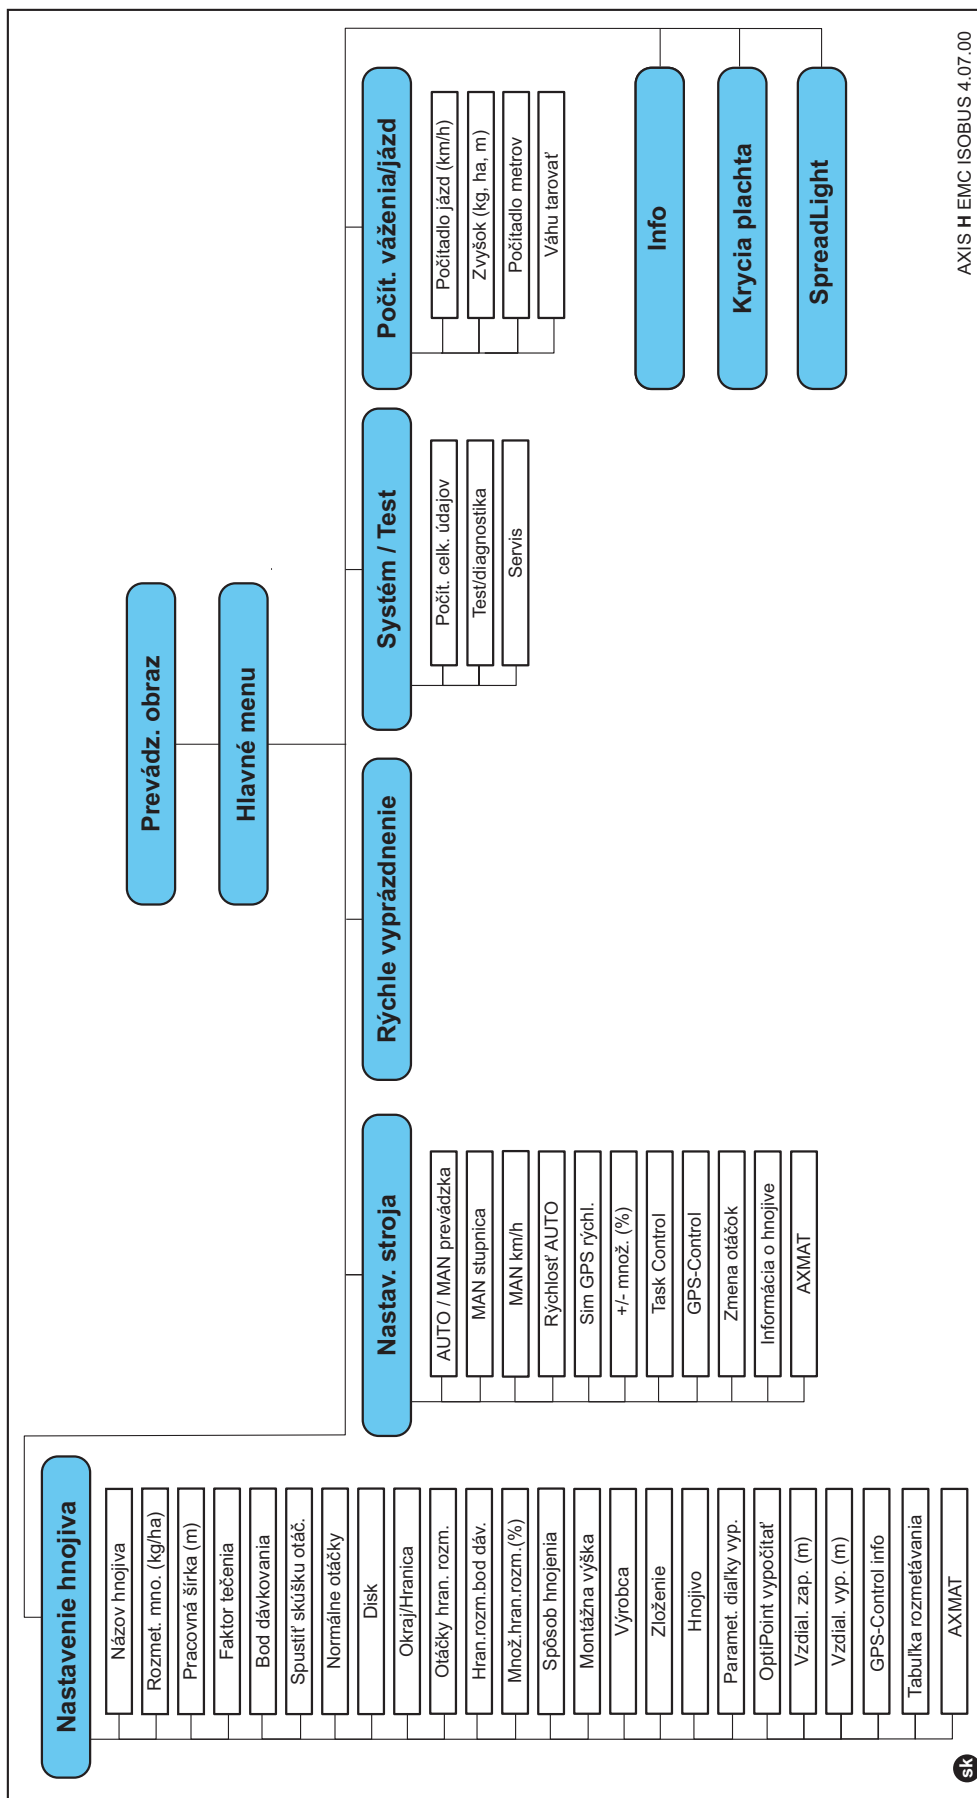 Prevádz. obraz
Hlavné menu
Nastavenie hnojiva
Názov hnojiva
Rozmet. mno. (kg/ha)
Pracovná šírka (m)
Faktor tečenia
Bod dávkovania
Spustiť skúšku otáč.
Normálne otáčky
Disk
Okraj/Hranica
Otáčky hran. rozm.
Hran.rozm.bod dáv.
Množ.hran.rozm.(%)
Spôsob hnojenia
Montážna výška
Výrobca
Zloženie
Hnojivo
Paramet. diaľky vyp.
OptiPoint vypočítať
Vzdial. zap. (m)
Vzdial. vyp. (m)
GPS-Control info
Tabuľka rozmetávania
AXMAT
Nastav. stroja
AUTO / MAN prevádzka
MAN stupnica
MAN km/h
Rýchlosť AUTO
Sim GPS rýchl.
+/- množ. (%)
Task Control
GPS-Control
Zmena otáčok
Informácia o hnojive
AXMAT
Rýchle vyprázdnenie
Systém / Test
Počít. celk. údajov
Test/diagnostika
Servis
Počít. váženia/jázd
Počítadlo jázd (km/h)
Zvyšok (kg, ha, m)
Počítadlo metrov
Váhu tarovať
Info
Krycia plachta
SpreadLight
sk
AXIS H EMC ISOBUS 4.07.00